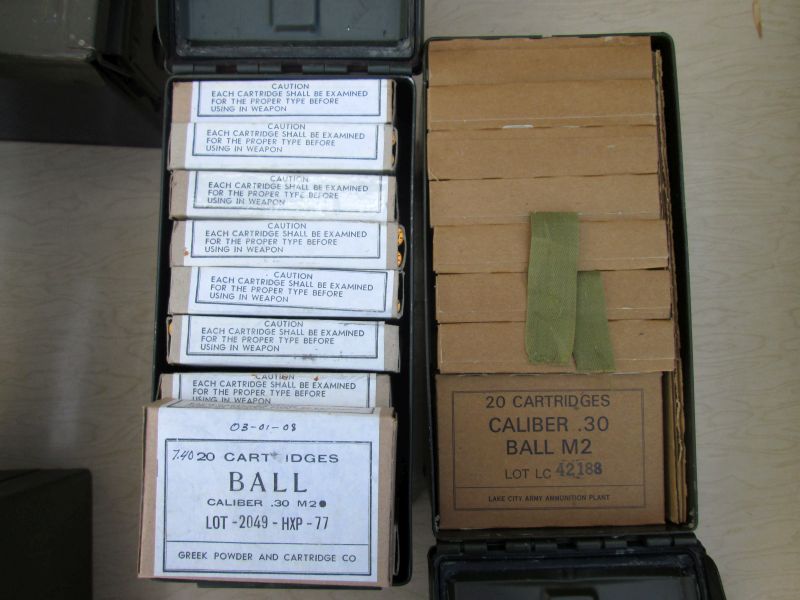 CAUTION
EACH CARTRIDGE SHALL BE EXAMINED
FOR THE PROPER TYPE BEFORE
USING IN WEAPON
CAUTION
EACH CARTRIDGE SHALL BE EXAMINED
FOR THE PROPER TYPE BEFORE
USING IN WEAPON
CAUTION
EACH CARTRIDGE SHALL BE EXAMINED
FOR THE PROPER TYPE BEFORE
USING IN WEAPON
CAUTION
EACH CARTRIDGE SHALL BE EXAMINED
FOR THE PROPER TYPE BEFORE
USING IN WEAPON
CAUTION
EACH CARTRIDGE SHALL BE EXAMINED
FOR THE PROPER TYPE BEFORE
USING IN WEAPON
CAUTION
EACH CARTRIDGE SHALL BE EXAMINED
FOR THE PROPER TYPE BEFORE
USING IN WEAPON
CAUTION
EACH CARTRIDGE SHALL BE EXAMINED
FOR THE PROPER TYPE BEFORE
USING IN WEAPON
03-01-08
7.40 20 CARTRIDGES
BALL
CALIBER .30 M2
LOT-2049-HXP-77
GREEK POWDER AND CARTRIDGE CO
20 CARTRIDGES
CALIBER .30
BALL M2
LOT LC 42188
LAKE CITY ARMY AMMUNITION PLANT